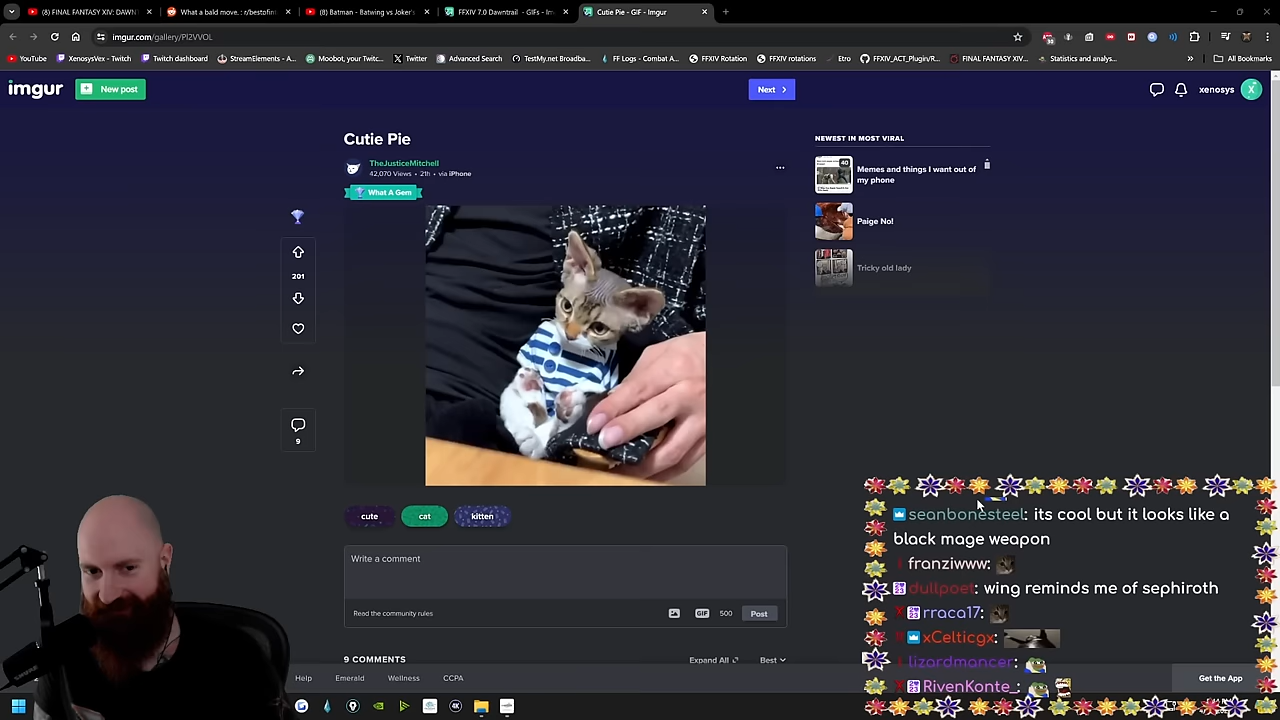 (8) FINAL FANTASY XIV: DAWN
What a bald move. : r/bestofin
(8) Batman - Batwing vs Joker's
FFXIV 7.0 Dawntrail - GIFs - Im
Cutie Pie - GIF - Imgur
imgur.com/gallery/Pl2VVOL
YouTube
XenosysVex - Twitch
Twitch dashboard
StreamElements - A...
Moobot, your Twitc...
Twitter
Advanced Search
TestMy.net Broadba...
FF Logs - Combat A...
FFXIV Rotation
FFXIV rotations
Etro
FFXIV_ACT_Plugin/R...
FINAL FANTASY XIV...
Statistics and analys...
All Bookmarks
imgur
New post
Next
xenosys
X
Cutie Pie
TheJusticeMitchell
42,070 Views • 21h • via iPhone
What A Gem
201
9
NEWEST IN MOST VIRAL
40
Memes and things I want out of
my phone
Paige No!
Tricky old lady
cute
cat
kitten
Write a comment
Read the community rules
GIF
500
Post
9 COMMENTS
Expand All
Best
Help
Emerald
Wellness
CCPA
Get the App
seanbonesteel: its cool but it looks like a
black mage weapon
franziwww:
dullpoet: wing reminds me of sephiroth
rraca17:
xCelticgx:
lizardmancer:
RivenKonte_: